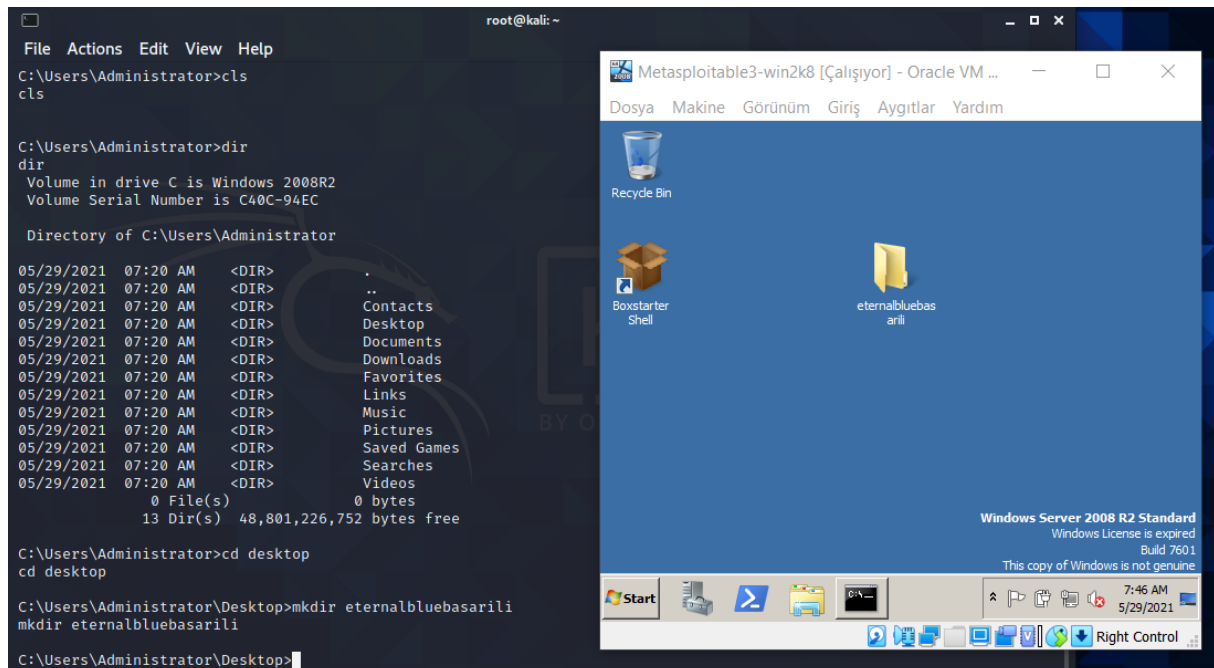 root@kali: ~
File Actions Edit View Help
C:\Users\Administrator>cls
cls
C:\Users\Administrator>dir
dir
Volume in drive C is Windows 2008R2
Volume Serial Number is C40C-94EC
Directory of C:\Users\Administrator
05/29/2021 07:20 AM <DIR> .
05/29/2021 07:20 AM <DIR> ..
05/29/2021 07:20 AM <DIR> Contacts
05/29/2021 07:20 AM <DIR> Desktop
05/29/2021 07:20 AM <DIR> Documents
05/29/2021 07:20 AM <DIR> Downloads
05/29/2021 07:20 AM <DIR> Favorites
05/29/2021 07:20 AM <DIR> Links
05/29/2021 07:20 AM <DIR> Music
05/29/2021 07:20 AM <DIR> Pictures
05/29/2021 07:20 AM <DIR> Saved Games
05/29/2021 07:20 AM <DIR> Searches
05/29/2021 07:20 AM <DIR> Videos
0 File(s) 0 bytes
13 Dir(s) 48,801,226,752 bytes free
C:\Users\Administrator>cd desktop
cd desktop
C:\Users\Administrator\Desktop>mkdir eternalbluebasarili
mkdir eternalbluebasarili
C:\Users\Administrator\Desktop>
BY O
Metasploitable3-win2k8 [Çalışıyor] - Oracle VM ...
Dosya Makine Görünüm Giriş Aygıtlar Yardım
Recycle Bin
Boxstarter
Shell
eternalbluebas
arili
Windows Server 2008 R2 Standard
Windows License is expired
Build 7601
This copy of Windows is not genuine
Start
C:\_
7:46 AM
5/29/2021
Right Control